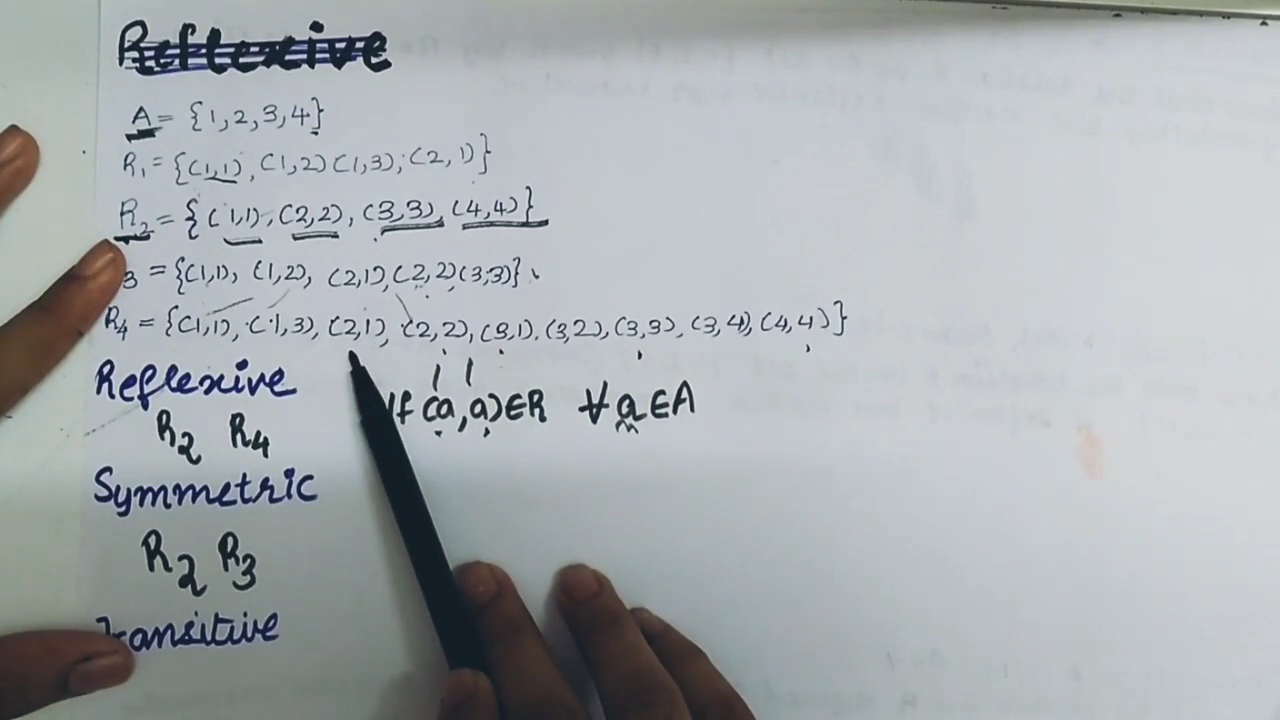 Reflexive
A = {1,2,3,4}
R₁ = {(1,1), (1,2) (1,3), (2,1)}
R₂ = {(1,1), (2,2), (3,3), (4,4)}
3 = {(1,1), (1,2), (2,1), (2,2) (3,3)}
R₄ = {(1,1), (1,3), (2,1), (2,2), (3,1), (3,2), (3,3), (3,4), (4,4)}
Reflexive If (a,a)∈R ∀ a∈A
R₂ R₄
Symmetric
R₂ R₃
Transitive